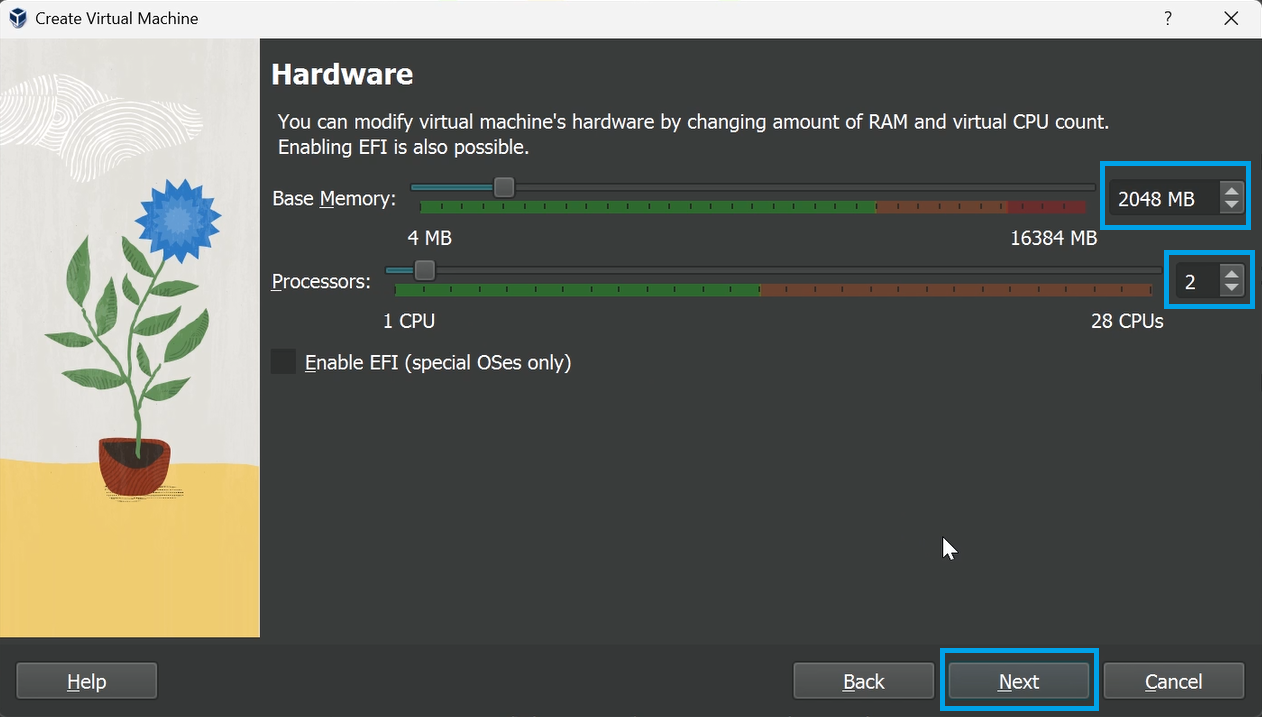 Create Virtual Machine
?
Hardware
You can modify virtual machine's hardware by changing amount of RAM and virtual CPU count.
Enabling EFI is also possible.
Base Memory:
2048 MB
4 MB
16384 MB
Processors:
2
1 CPU
28 CPUs
Enable EFI (special OSes only)
Help
Back
Next
Cancel